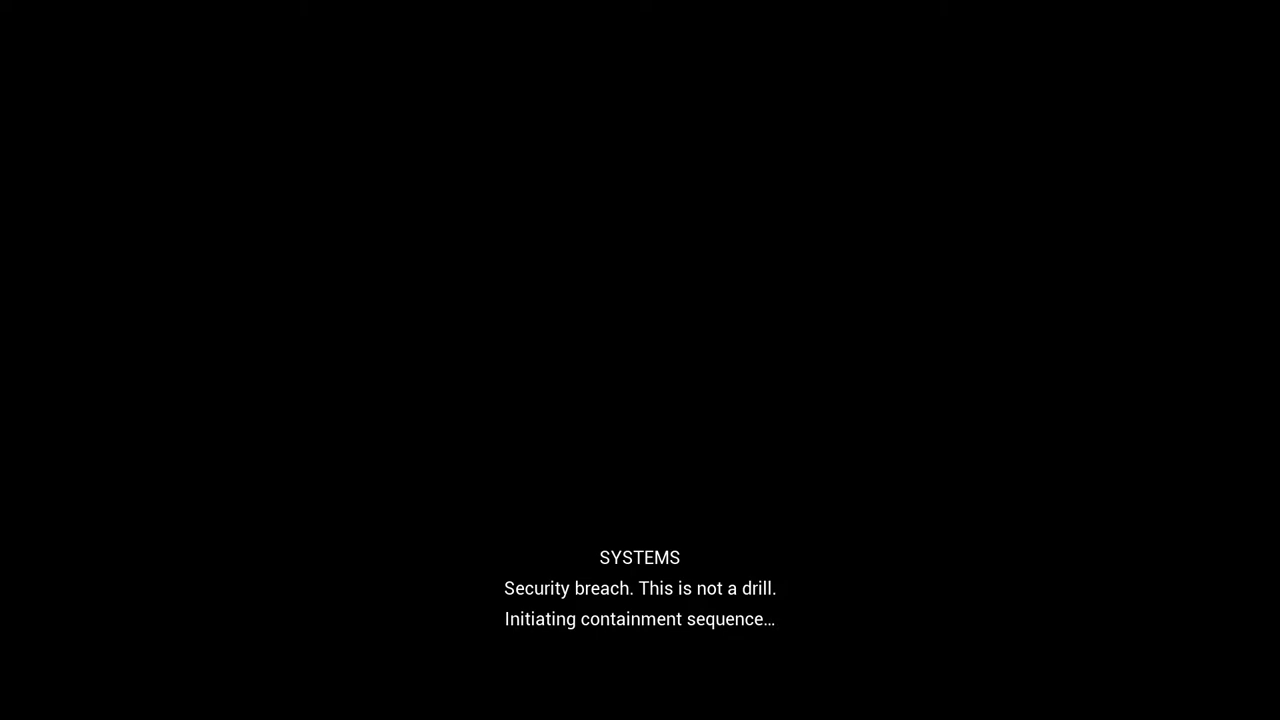 SYSTEMS
Security breach. This is not a drill.
Initiating containment sequence…